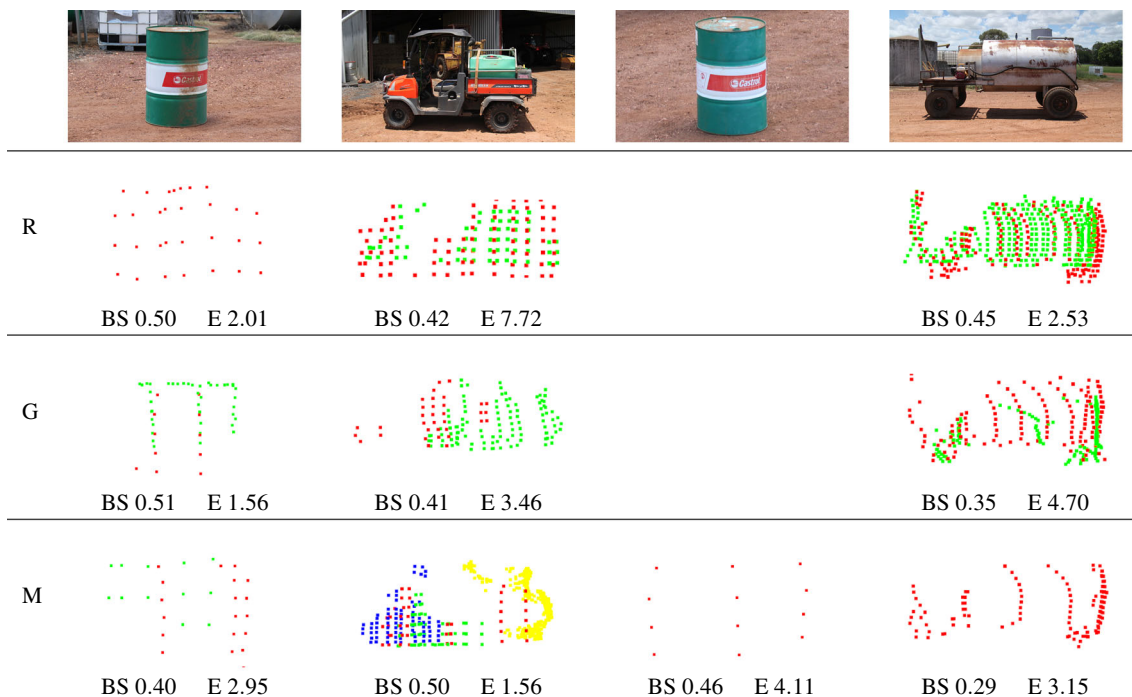 Castrol
Castrol
R
BS 0.50 E 2.01 BS 0.42 E 7.72 BS 0.45 E 2.53
G
BS 0.51 E 1.56 BS 0.41 E 3.46 BS 0.35 E 4.70
M
BS 0.40 E 2.95 BS 0.50 E 1.56 BS 0.46 E 4.11 BS 0.29 E 3.15